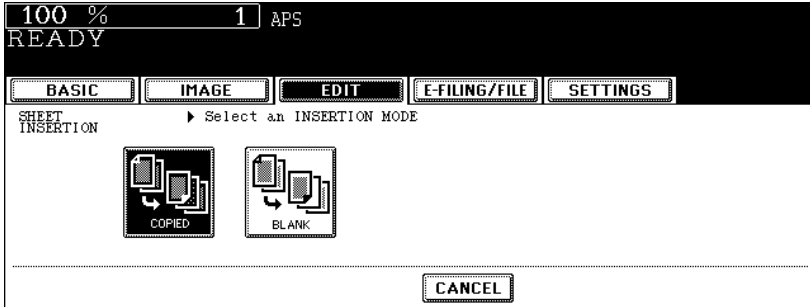 100 % 1 APS
READY
BASIC IMAGE EDIT E-FILING/FILE SETTINGS
SHEET
INSERTION
Select an INSERTION MODE
COPIED BLANK
CANCEL